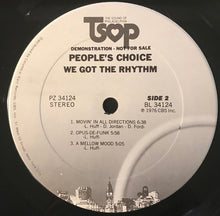 THE SOUND OF
PHILADELPHIA
TSOP
DEMONSTRATION - NOT FOR SALE
PEOPLE'S CHOICE
WE GOT THE RHYTHM
PZ 34124
STEREO
SIDE 2
BL 34124
℗ 1976 CBS Inc.
1. MOVIN' IN ALL DIRECTIONS 6:38
L. Huff - D. Jordan - D. Ford
2. OPUS-DE-FUNK 5:58
L. Huff
3. A MELLOW MOOD 5:05
L. Huff